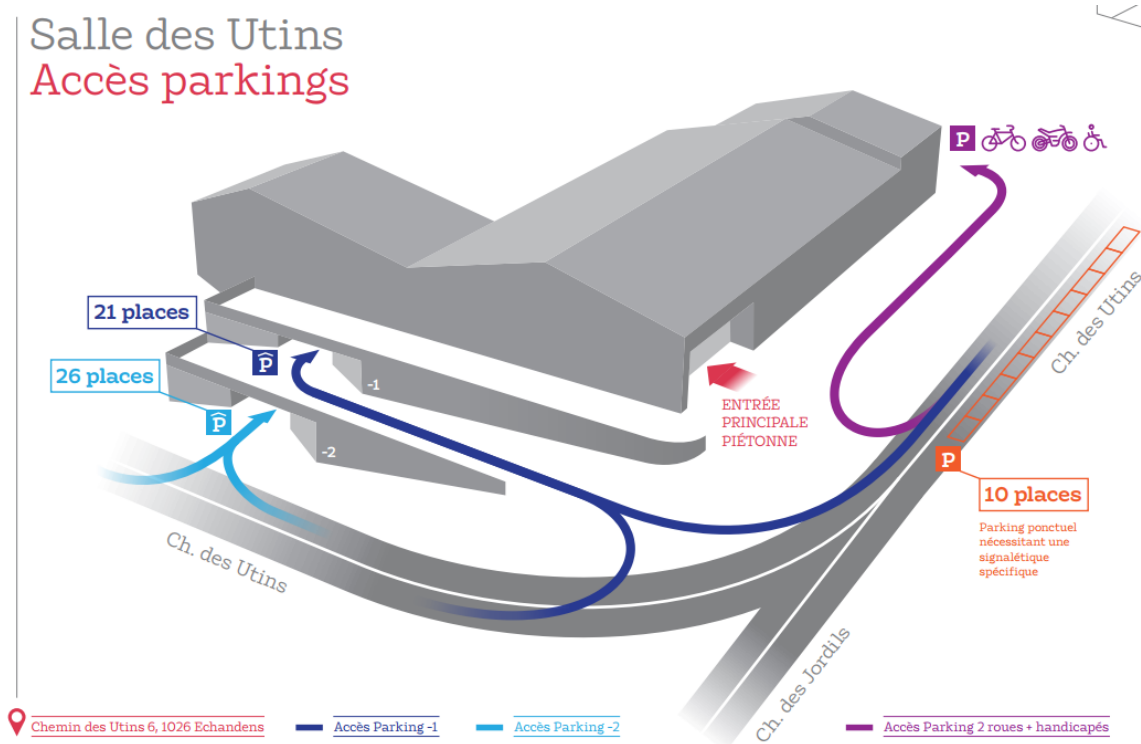 Salle des Utins
Accès parkings
P
21 places
P
26 places
P
-1
-2
ENTRÉE
PRINCIPALE
PIÉTONNE
Ch. des Utins
P
10 places
Parking ponctuel
nécessitant une
signalétique
spécifique
Ch. des Utins
Ch. des Jordils
Chemin des Utins 6, 1026 Echandens
Accès Parking -1
Accès Parking -2
Accès Parking 2 roues + handicapés